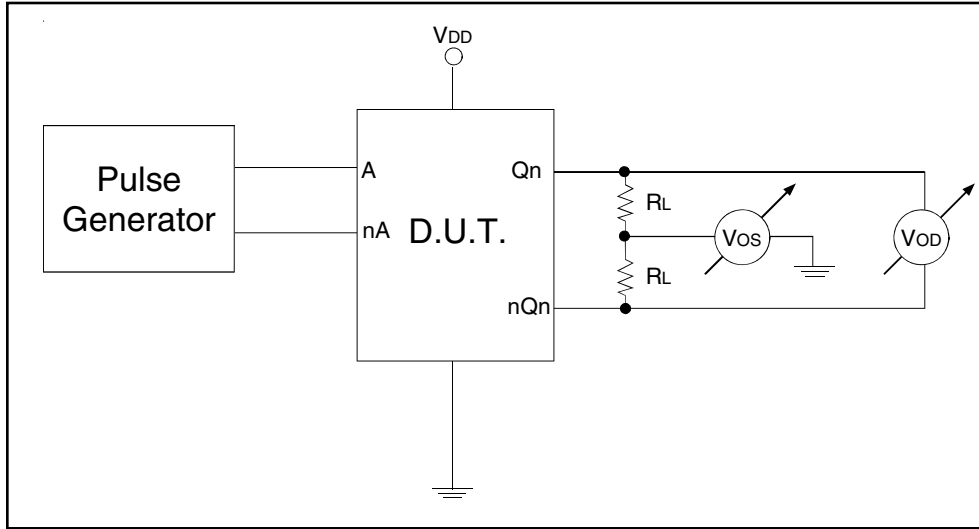 VDD
Pulse
Generator
A
nA
D.U.T.
Qn
nQn
RL
RL
VOS
VOD